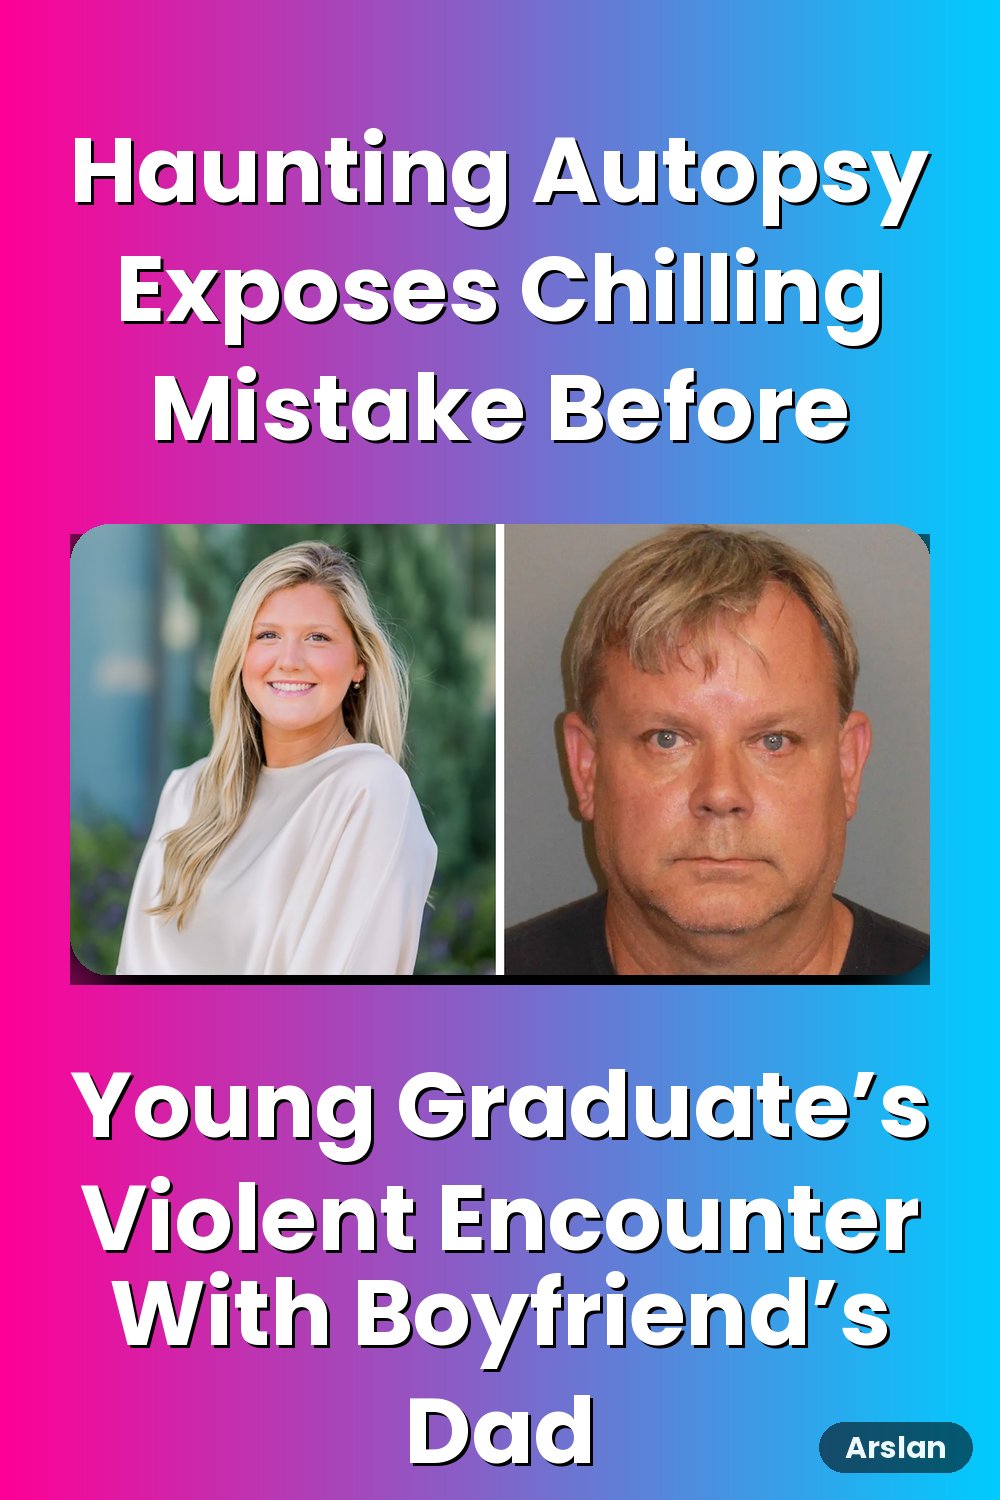 Haunting Autopsy
Exposes Chilling
Mistake Before
Young Graduate’s
Violent Encounter
With Boyfriend’s
Dad
Arslan